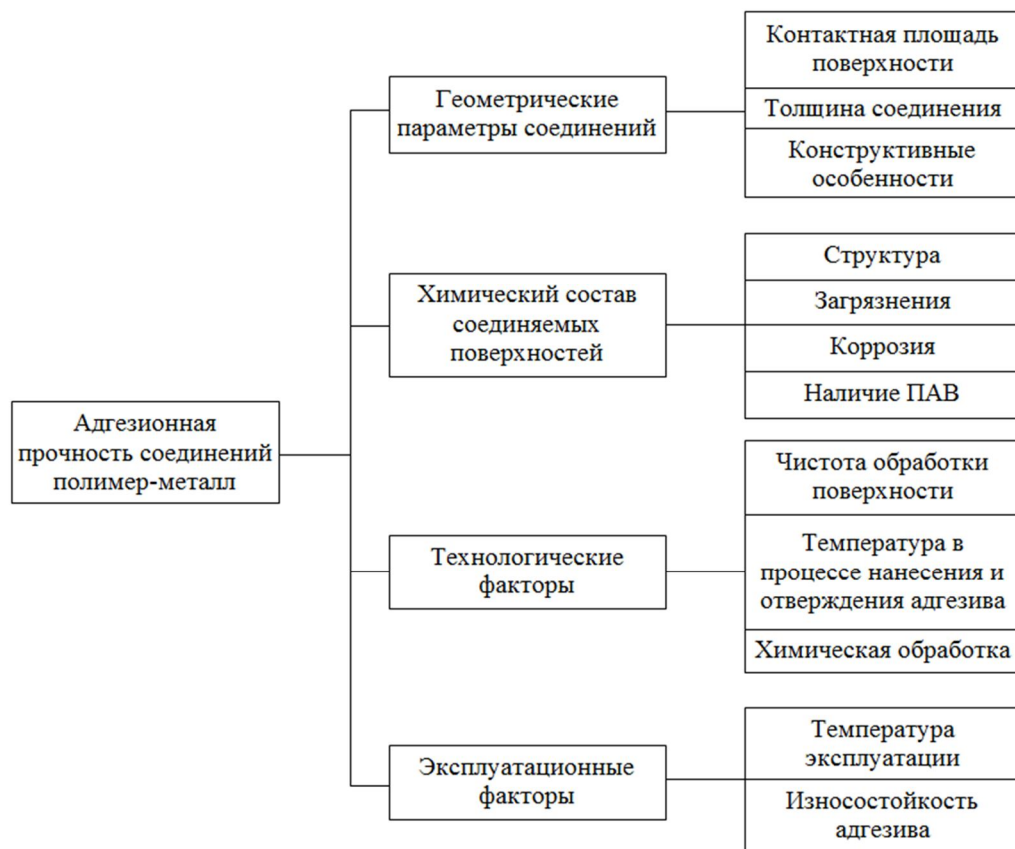 Адгезионная
прочность соединений
полимер-металл
Геометрические
параметры соединений
Контактная площадь
поверхности
Толщина соединения
Конструктивные
особенности
Химический состав
соединяемых
поверхностей
Структура
Загрязнения
Коррозия
Наличие ПАВ
Технологические
факторы
Чистота обработки
поверхности
Температура в
процессе нанесения и
отверждения адгезива
Химическая обработка
Эксплуатационные
факторы
Температура
эксплуатации
Износостойкость
адгезива